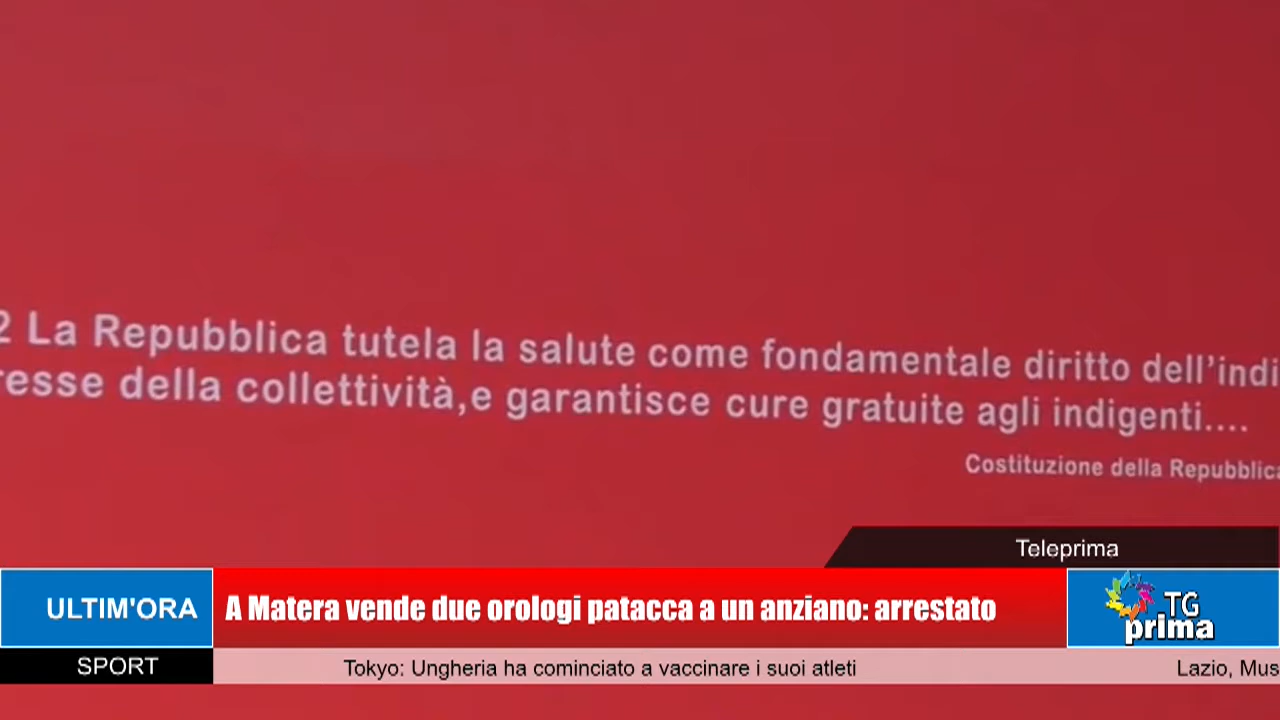 2 La Repubblica tutela la salute come fondamentale diritto dell'indi
resse della collettività,e garantisce cure gratuite agli indigenti....
Costituzione della Repubblica
Teleprima
ULTIM'ORA
A Matera vende due orologi patacca a un anziano: arrestato
TG
prima
SPORT
Tokyo: Ungheria ha cominciato a vaccinare i suoi atleti
Lazio, Mus